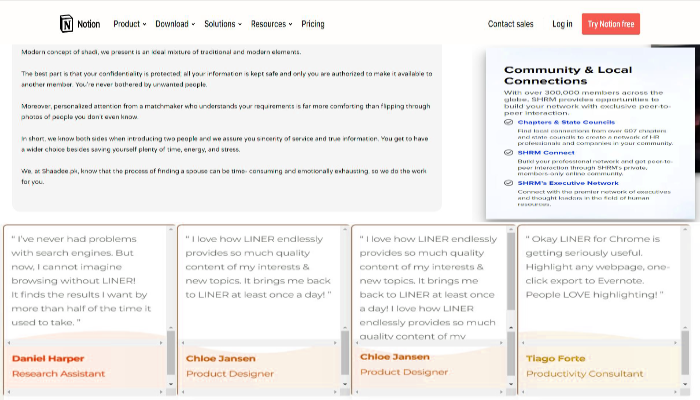 Notion
Product
Download
Solutions
Resources
Pricing
Contact sales
Log in
Try Notion free
Modern concept of shadi, we present is an ideal mixture of traditional and modern elements.
The best part is that your confidentiality is protected; all your information is kept safe and only you are authorized to make it available to
another member. You're never bothered by unwanted people.
Moreover, personalized attention from a matchmaker who understands your requirements is far more comforting than flipping through
photos of people you don't even know.
In short, we know both sides when introducing two people and we assure you sincerity of service and true information. You get to have
a wider choice besides saving yourself plenty of time, energy, and stress.
We, at Shaadee.pk, know that the process of finding a spouse can be time- consuming and emotionally exhausting, so we do the work
for you.
Community & Local
Connections
With over 300,000 members across the
globe, SHRM provides opportunities to
build your network with exclusive peer-to-
peer interaction.
Chapters & State Councils
Find local connections from over 607 chapters
and state councils to create a network of HR
professionals and companies in your community.
SHRM Connect
Build your professional network and get peer-to-
peer interaction through SHRM's private,
members-only online community.
SHRM's Executive Network
Connect with the premier network of executives
and thought leaders in the field of human
resources.
" I've never had problems
with search engines. But
now, I cannot imagine
browsing without LINER!
It finds the results I want by
more than half of the time it
used to take. "
Daniel Harper
Research Assistant
" I love how LINER endlessly
provides so much quality
content of my interests &
new topics. It brings me back
to LINER at least once a day! "
Chloe Jansen
Product Designer
" I love how LINER endlessly
provides so much quality
content of my interests &
new topics. It brings me
back to LINER at least once
a day! I love how LINER
endlessly provides so much
quality content of my
Chloe Jansen
Product Designer
" Okay LINER for Chrome is
getting seriously useful.
Highlight any webpage, one-
click export to Evernote.
People LOVE highlighting! "
Tiago Forte
Productivity Consultant